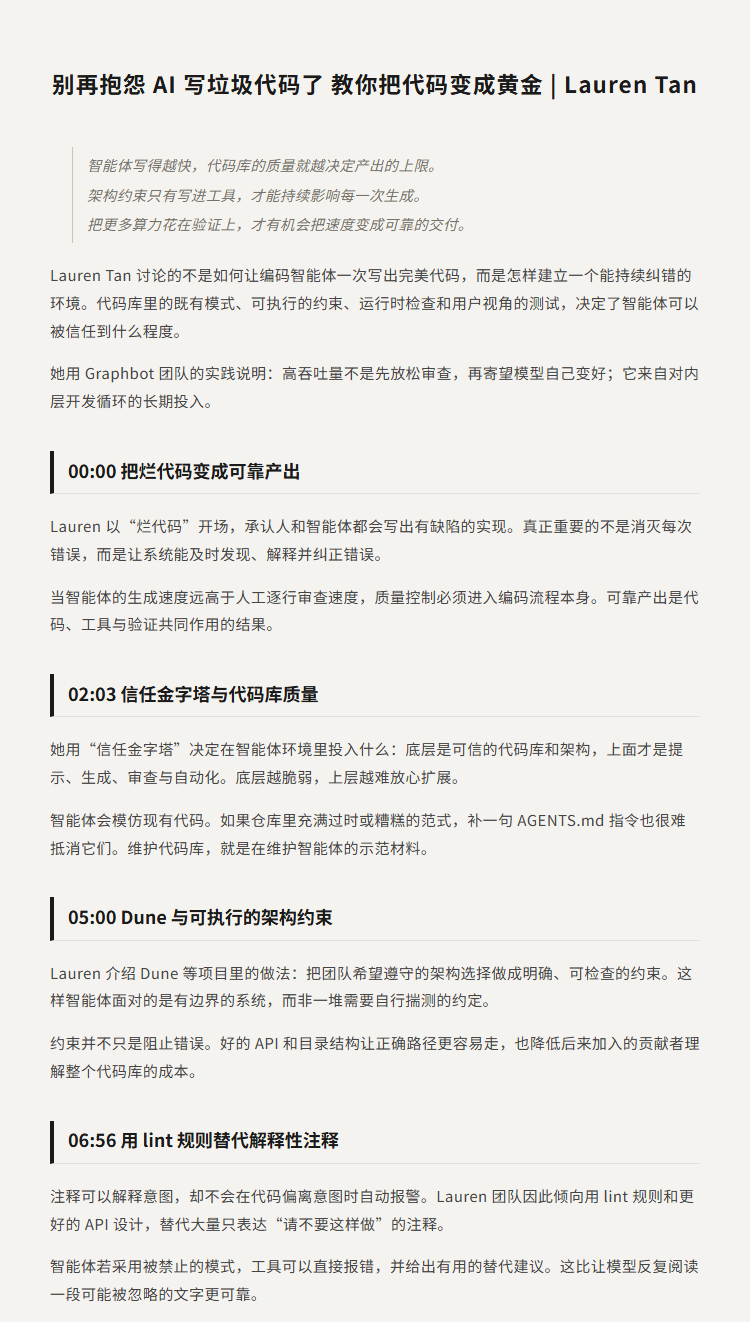 别再抱怨 AI 写垃圾代码了 教你把代码变成黄金 | Lauren Tan
智能体写得越快，代码库的质量就越决定产出的上限。
架构约束只有写进工具，才能持续影响每一次生成。
把更多算力花在验证上，才有机会把速度变成可靠的交付。
Lauren Tan 讨论的不是如何让编码智能体一次写出完美代码，而是怎样建立一个能持续纠错的
环境。代码库里的既有模式、可执行的约束、运行时检查和用户视角的测试，决定了智能体可以
被信任到什么程度。
她用 Graphbot 团队的实践说明：高吞吐量不是先放松审查，再寄望模型自己变好；它来自对内
层开发循环的长期投入。
00:00 把烂代码变成可靠产出
Lauren 以“烂代码”开场，承认人和智能体都会写出有缺陷的实现。真正重要的不是消灭每次
错误，而是让系统能及时发现、解释并纠正错误。
当智能体的生成速度远高于人工逐行审查速度，质量控制必须进入编码流程本身。可靠产出是代
码、工具与验证共同作用的结果。
02:03 信任金字塔与代码库质量
她用“信任金字塔”决定在智能体环境里投入什么：底层是可信的代码库和架构，上面才是提
示、生成、审查与自动化。底层越脆弱，上层越难放心扩展。
智能体会模仿现有代码。如果仓库里充满过时或糟糕的范式，补一句 AGENTS.md 指令也很难
抵消它们。维护代码库，就是在维护智能体的示范材料。
05:00 Dune 与可执行的架构约束
Lauren 介绍 Dune 等项目里的做法：把团队希望遵守的架构选择做成明确、可检查的约束。这
样智能体面对的是有边界的系统，而非一堆需要自行揣测的约定。
约束并不只是阻止错误。好的 API 和目录结构让正确路径更容易走，也降低后来加入的贡献者理
解整个代码库的成本。
06:56 用 lint 规则替代解释性注释
注释可以解释意图，却不会在代码偏离意图时自动报警。Lauren 团队因此倾向用 lint 规则和更
好的 API 设计，替代大量只表达“请不要这样做”的注释。
智能体若采用被禁止的模式，工具可以直接报错，并给出有用的替代建议。这比让模型反复阅读
一段可能被忽略的文字更可靠。